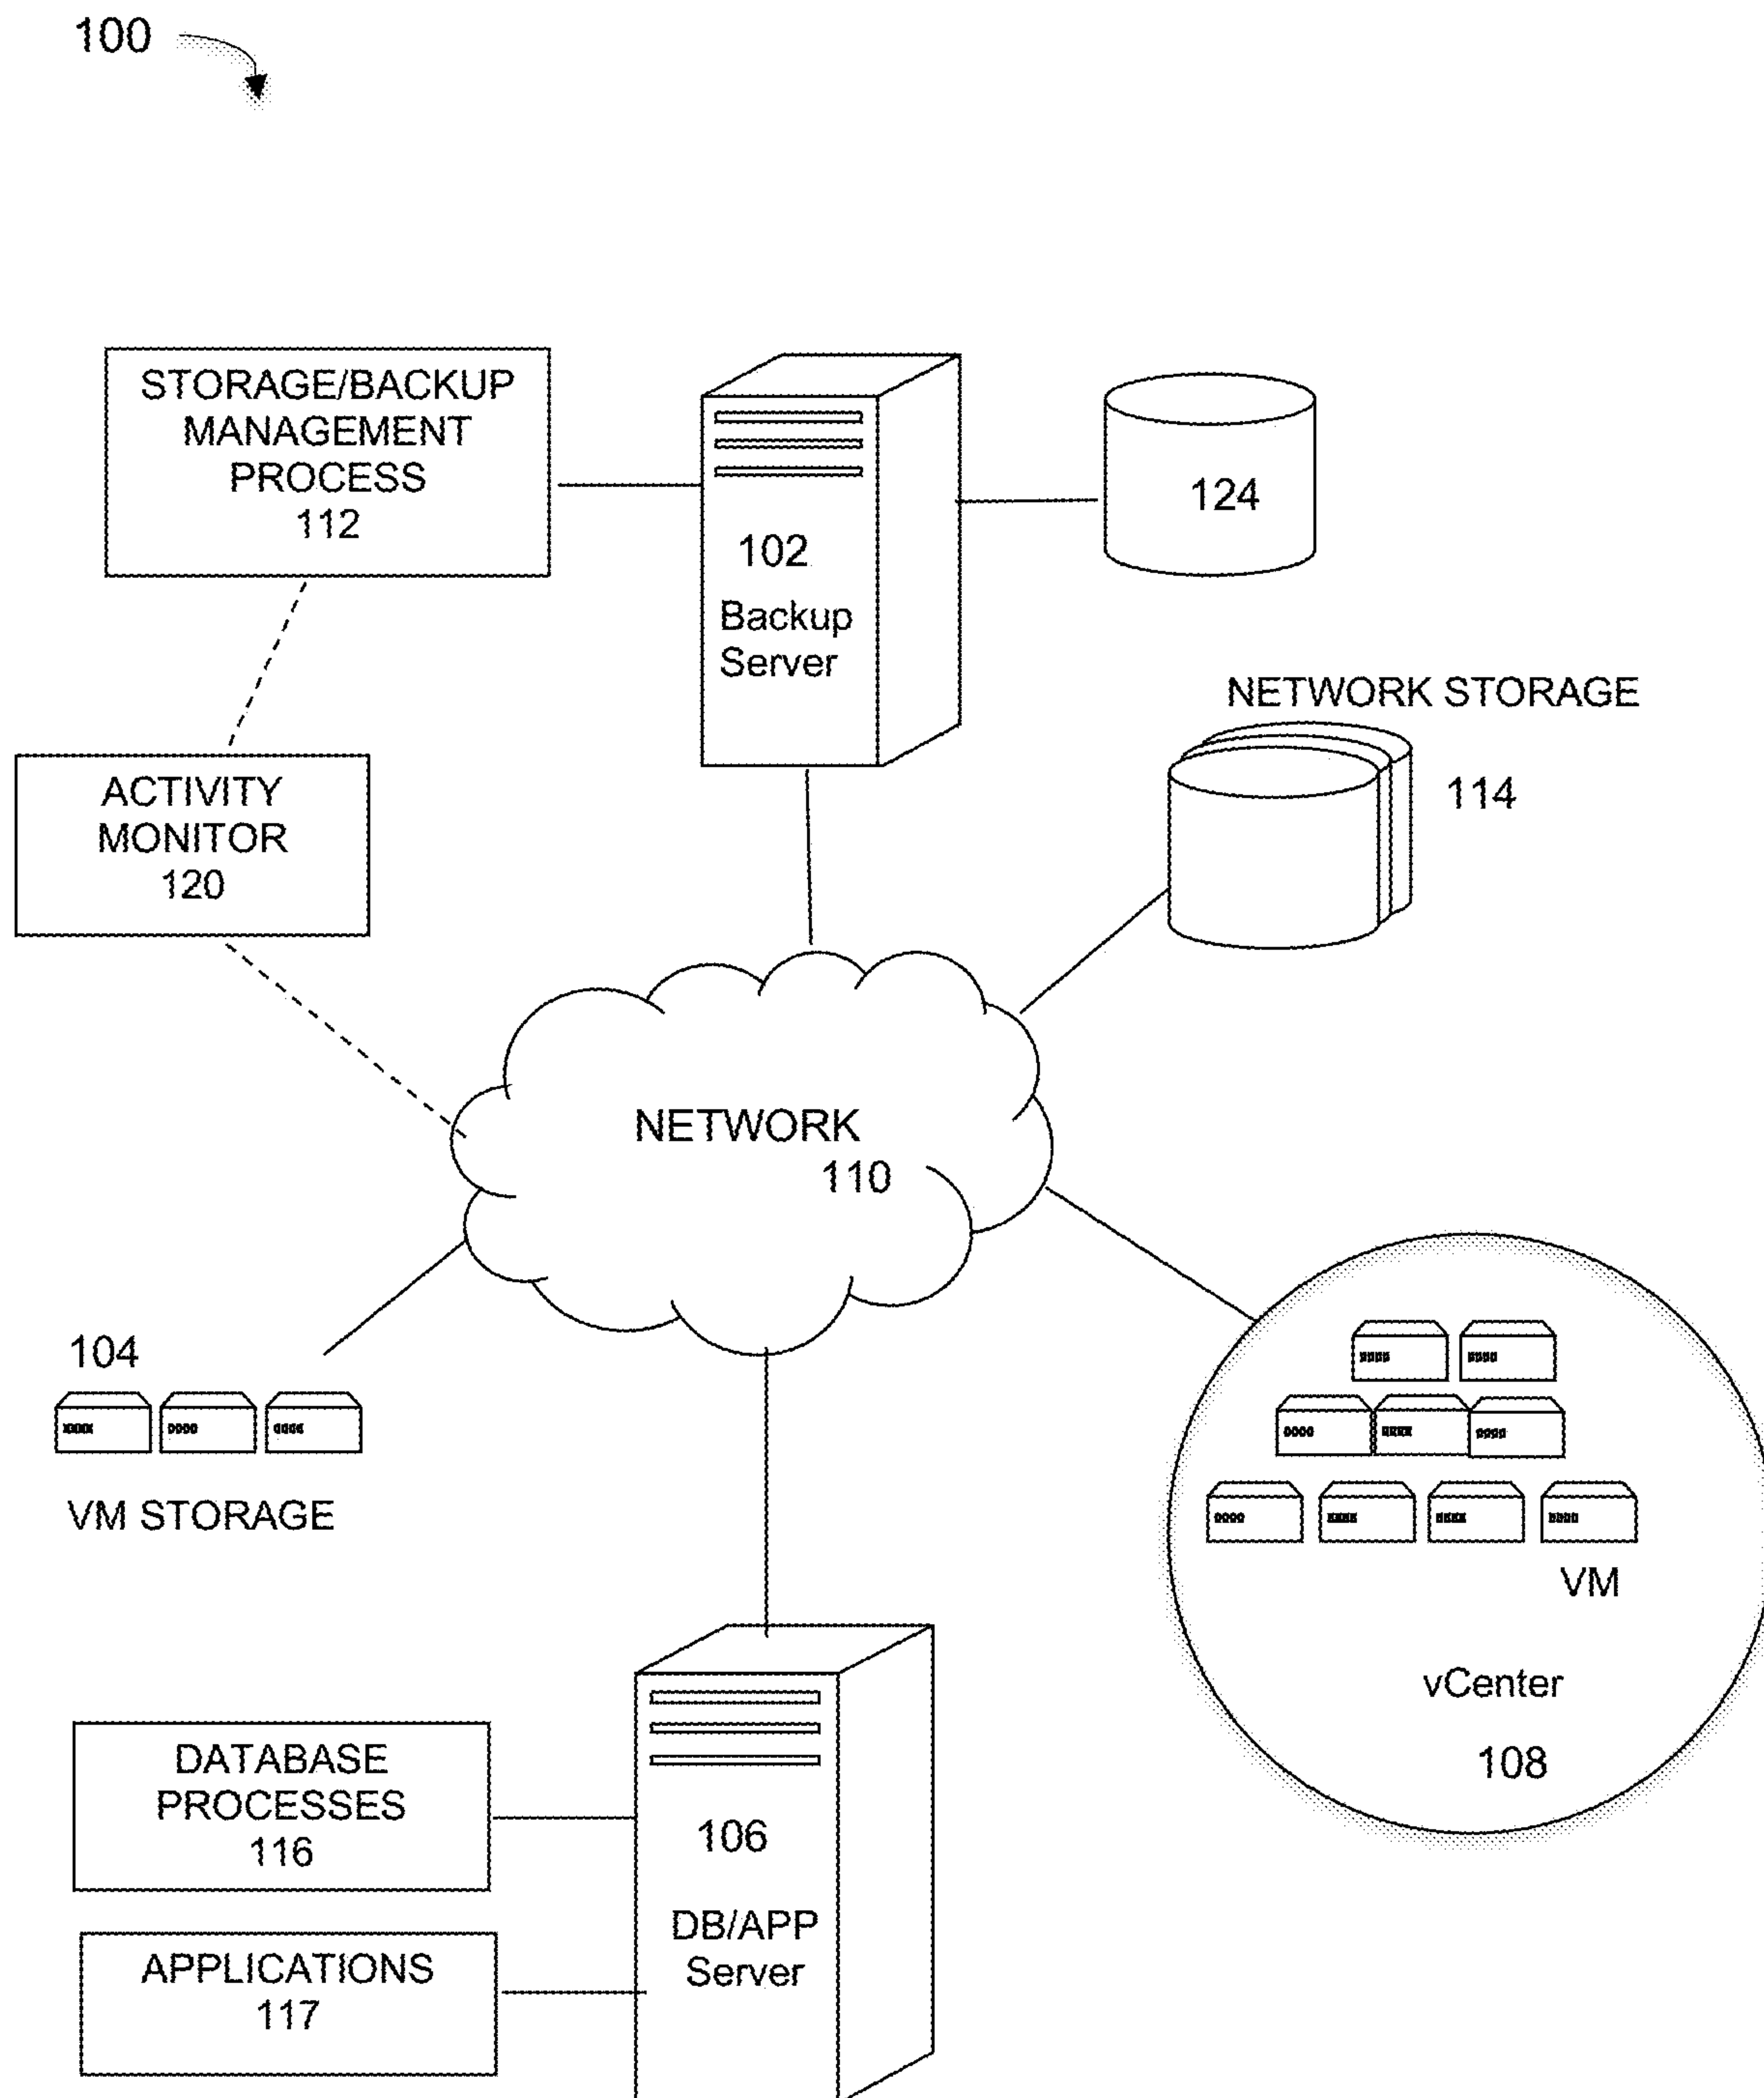 100
STORAGE/BACKUP
MANAGEMENT
PROCESS
112
102
Backup
Server
124
NETWORK STORAGE
114
ACTIVITY
MONITOR
120
NETWORK
110
104
VM STORAGE
VM
vCenter
108
DATABASE
PROCESSES
116
106
DB/APP
Server
APPLICATIONS
117